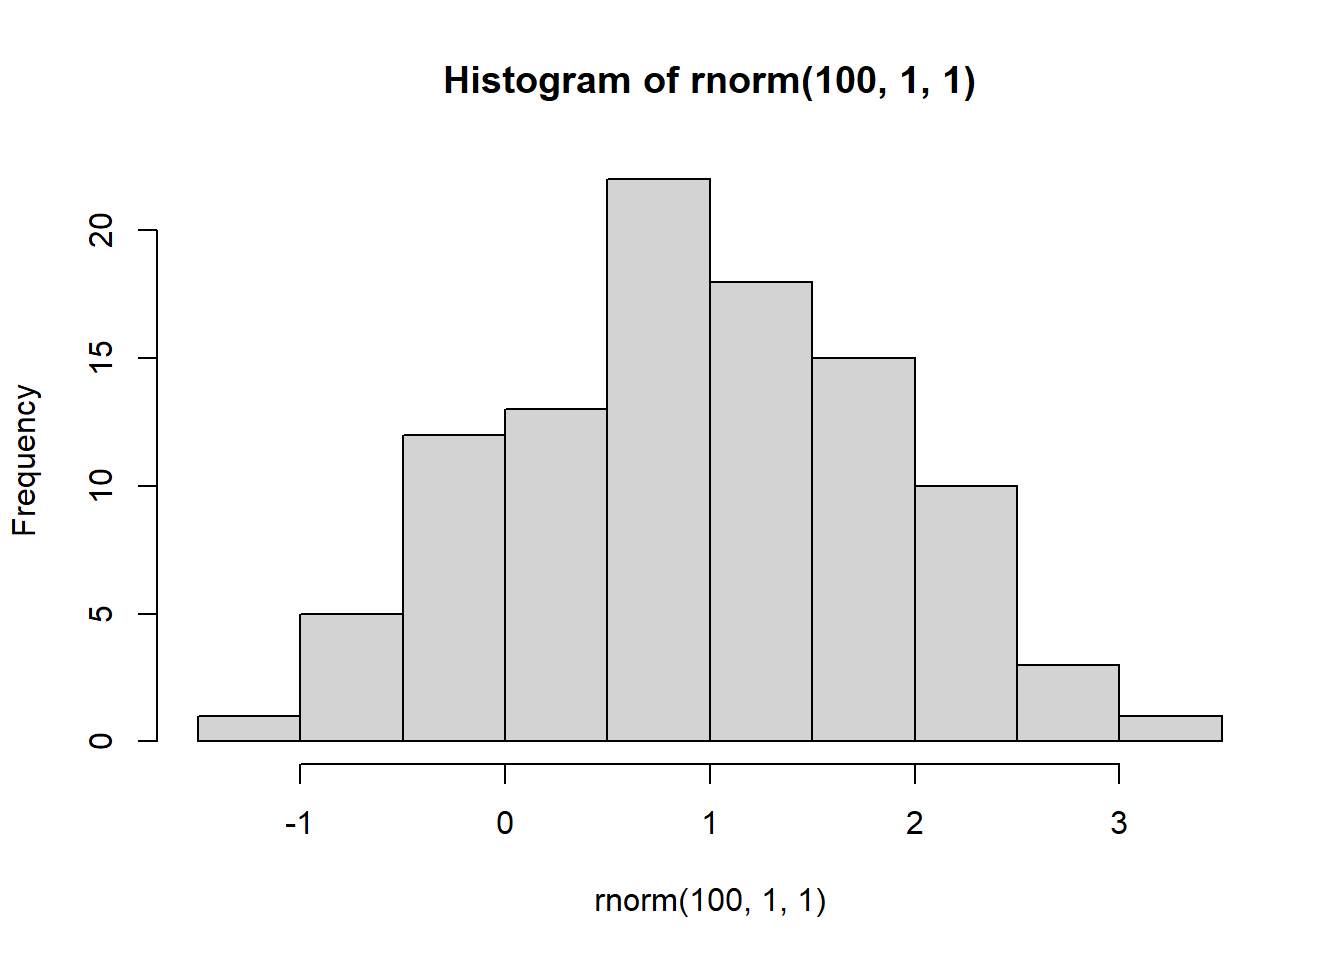 Histogram of rnorm(100, 1, 1)
Frequency
20
15
10
5
0
-1 0 1 2 3
rnorm(100, 1, 1)